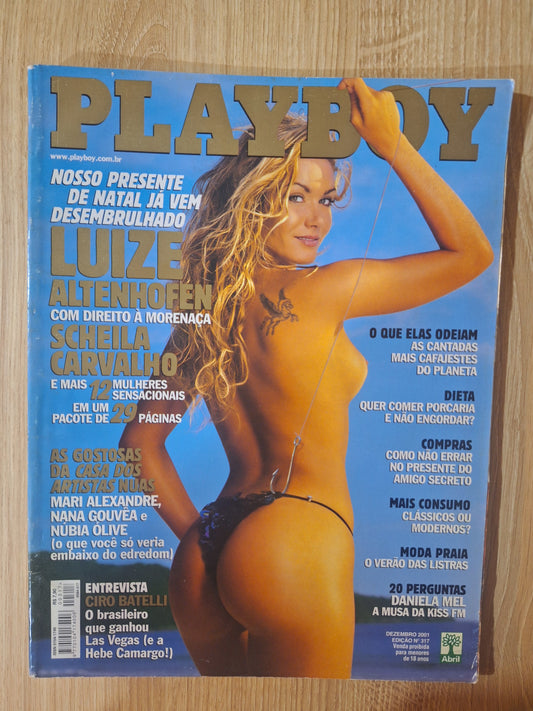 PLAYBOY
www.playboy.com.br
NOSSO PRESENTE
DE NATAL JÁ VEM
DESEMBRULHADO
LUIZE
ALTENHOFEN
COM DIREITO À MORENAÇA
SCHEILA
CARVALHO
E MAIS 12 MULHERES
SENSACIONAIS
EM UM
PACOTE DE 29 PÁGINAS
AS GOSTOSAS
DA CASA DOS
ARTISTAS NUAS
MARI ALEXANDRE,
NANA GOUVÊA e
NÚBIA ÓLIVE
(o que você só veria
embaixo do edredom)
ENTREVISTA
CIRO BATELLI
O brasileiro
que ganhou
Las Vegas (e a
Hebe Camargo!)
O QUE ELAS ODEIAM
AS CANTADAS
MAIS CAFAJESTES
DO PLANETA
DIETA
QUER COMER PORCARIA
E NÃO ENGORDAR?
COMPRAS
COMO NÃO ERRAR
NO PRESENTE DO
AMIGO SECRETO
MAIS CONSUMO
CLÁSSICOS OU
MODERNOS?
MODA PRAIA
O VERÃO DAS LISTRAS
20 PERGUNTAS
DANIELA MEL
A MUSA DA KISS FM
DEZEMBRO 2001
EDIÇÃO Nº 317
Venda proibida
para menores
de 18 anos
Abril